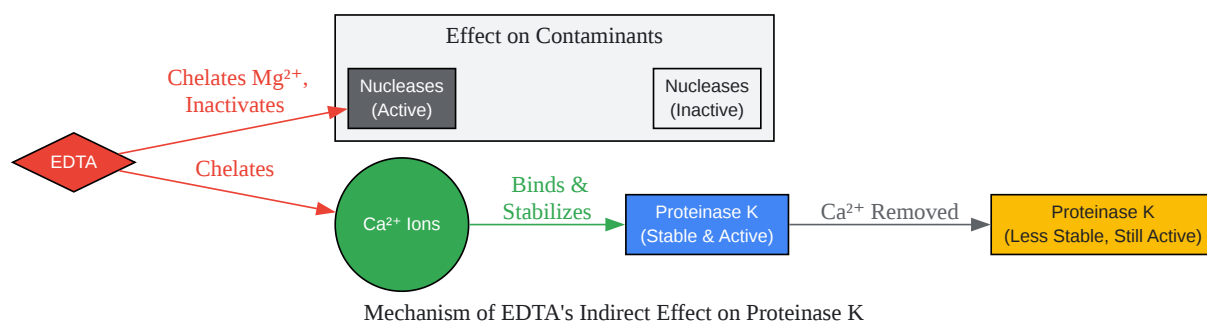 Effect on Contaminants
Chelates Mg²⁺,
Inactivates
Nucleases
(Active)
Nucleases
(Inactive)
EDTA
Chelates
Ca²⁺ Ions
Binds &
Stabilizes
Proteinase K
(Stable & Active)
Ca²⁺ Removed
Proteinase K
(Less Stable, Still Active)
Mechanism of EDTA's Indirect Effect on Proteinase K